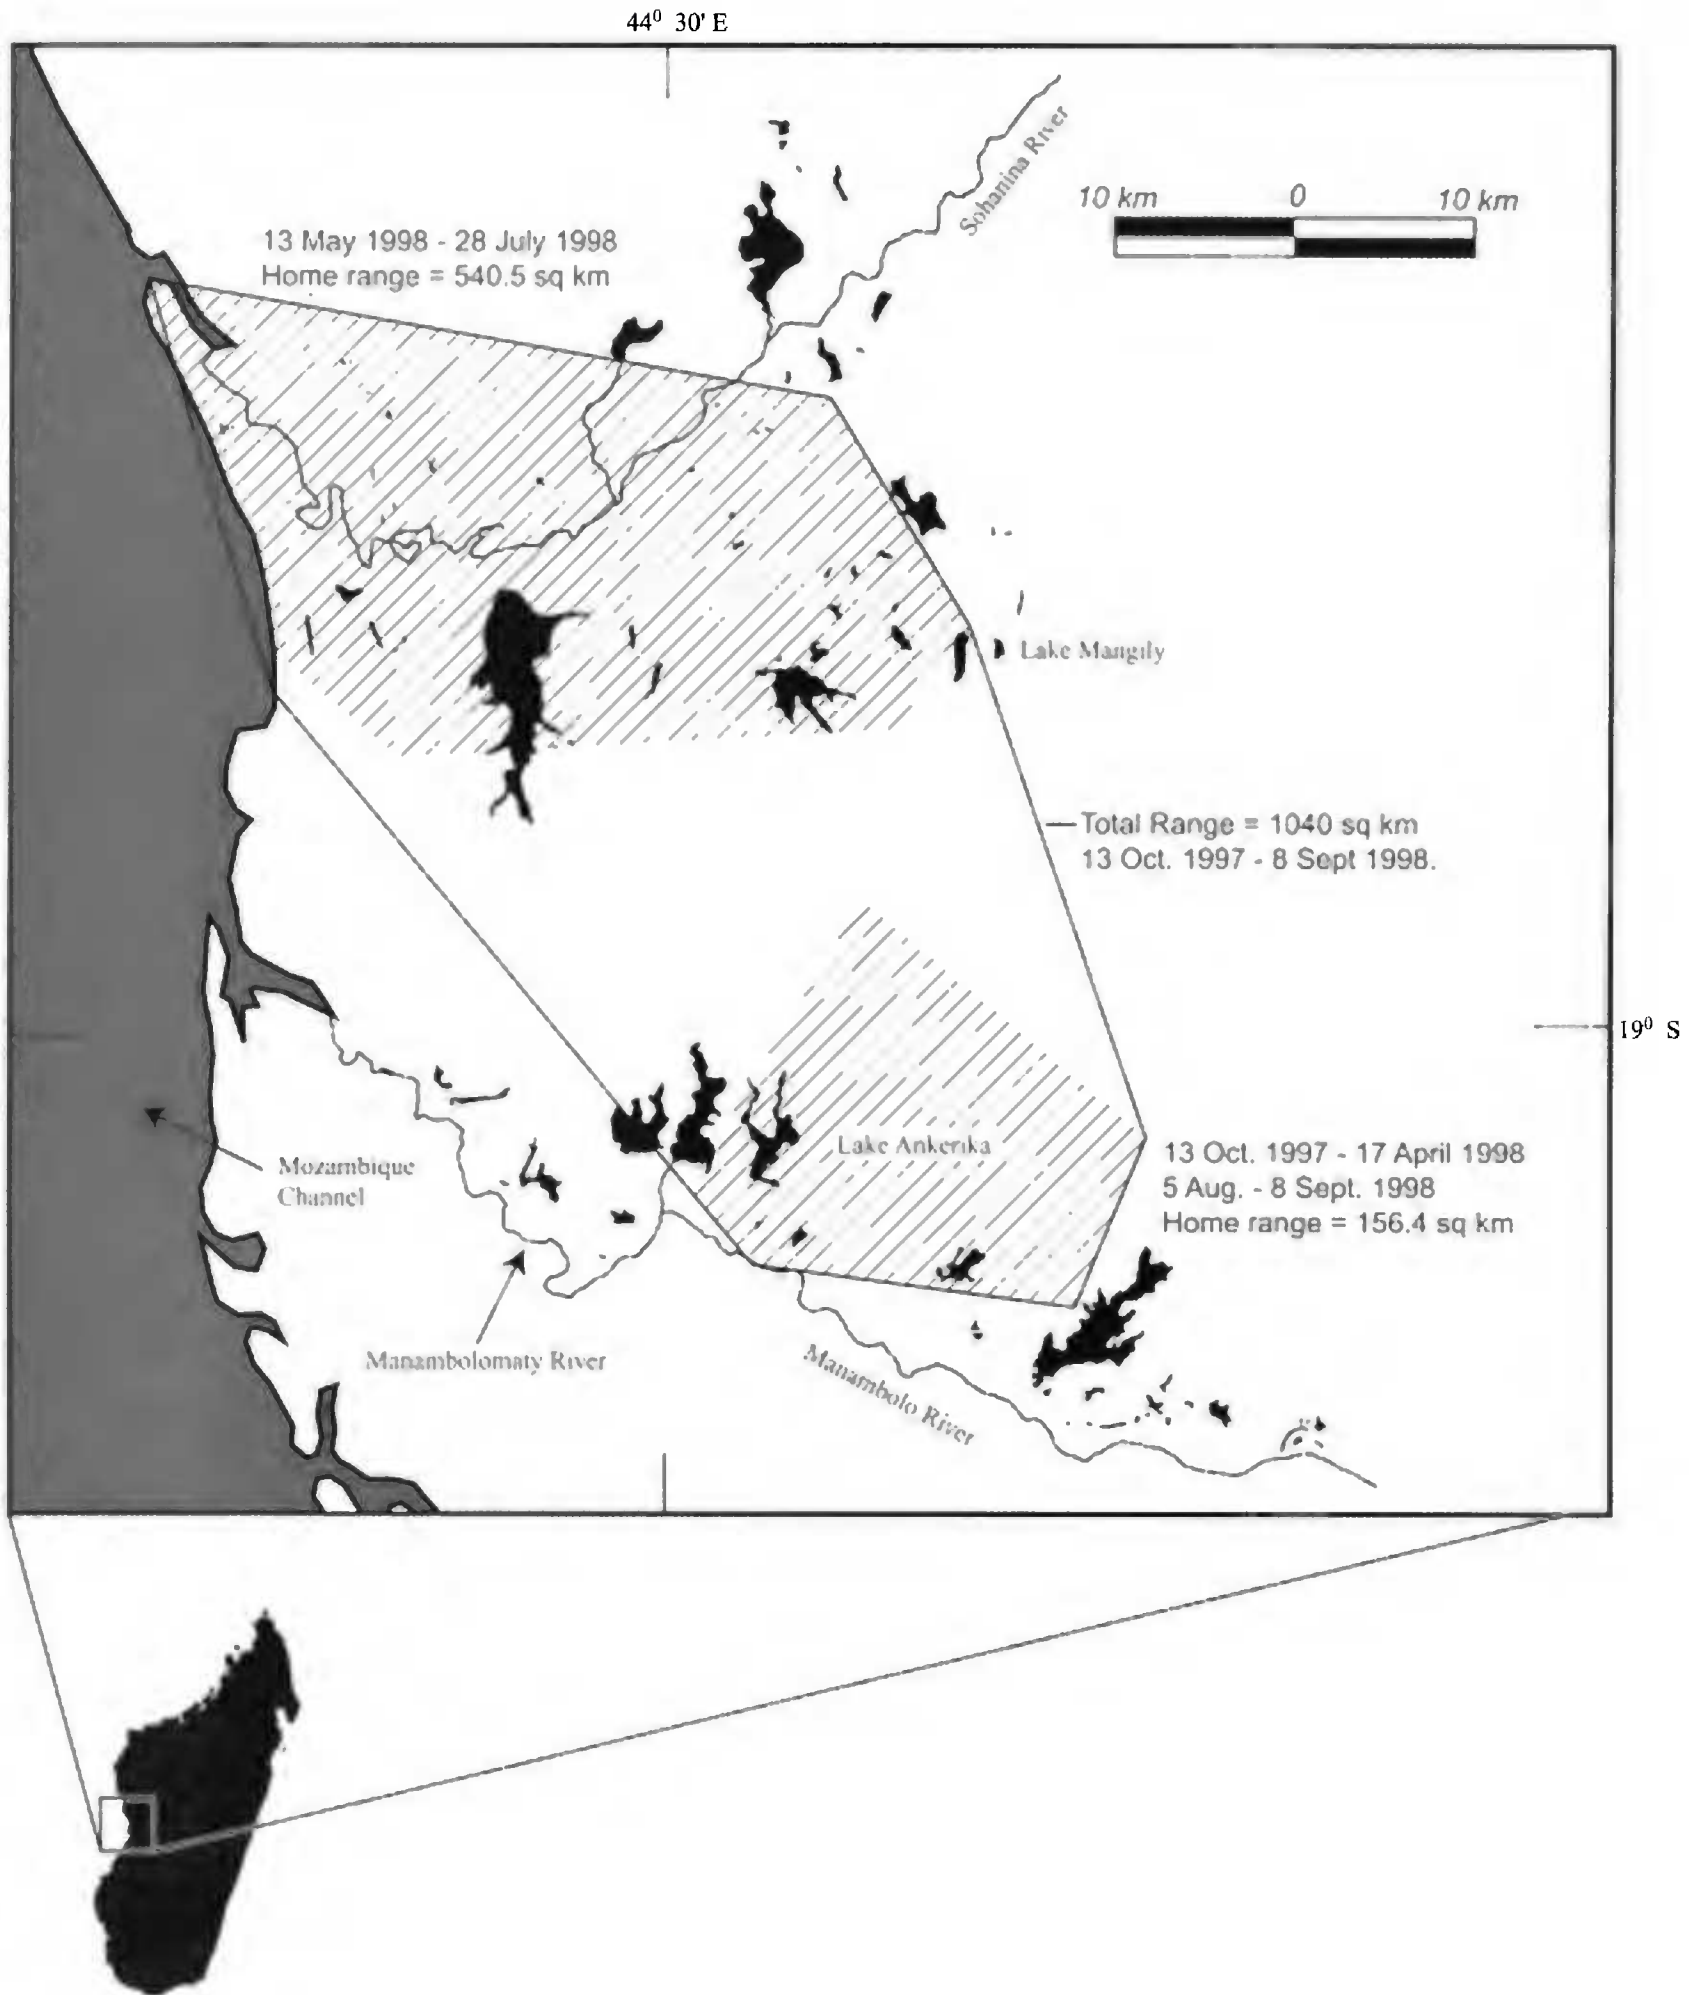 44⁰ 30' E
Sohanina River
10 km 0 10 km
13 May 1998 - 28 July 1998
Home range = 540.5 sq km
Lake Mangily
Total Range = 1040 sq km
13 Oct. 1997 - 8 Sept 1998.
19⁰ S
Lake Ankerika
13 Oct. 1997 - 17 April 1998
5 Aug. - 8 Sept. 1998
Home range = 156.4 sq km
Mozambique
Channel
Manambolomaty River
Manambolo River